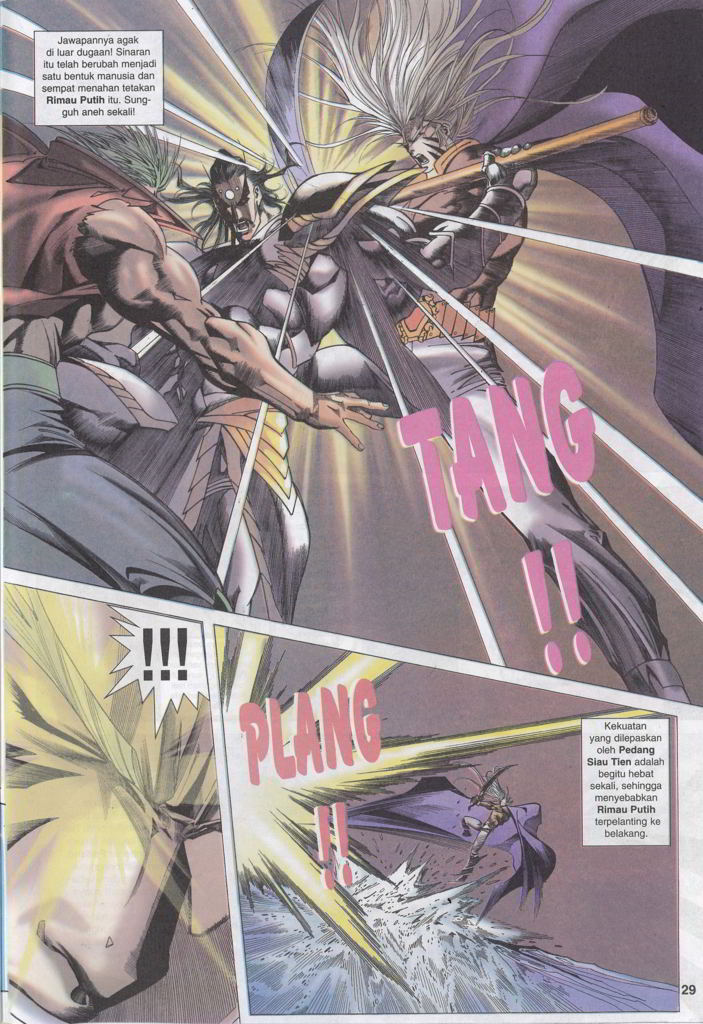 Jawapannya agak
di luar dugaan! Sinaran
itu telah berubah menjadi
satu bentuk manusia dan
sempat menahan tetakan
Rimau Putih itu. Sung-
guh aneh sekali!
TANG
!!
!!!
PLANG
!!
Kekuatan
yang dilepaskan
oleh Pedang
Siau Tien adalah
begitu hebat
sekali, sehingga
menyebabkan
Rimau Putih
terpelanting ke
belakang.
29